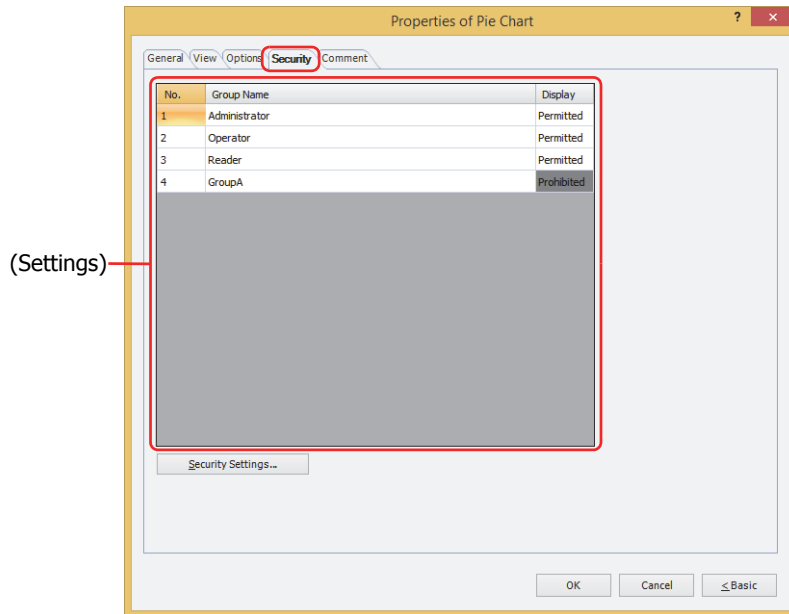 Properties of Pie Chart ? ×
General View Options Security Comment
No. Group Name Display
1 Administrator Permitted
2 Operator Permitted
3 Reader Permitted
4 GroupA Prohibited
(Settings)
Security Settings...
OK Cancel < Basic